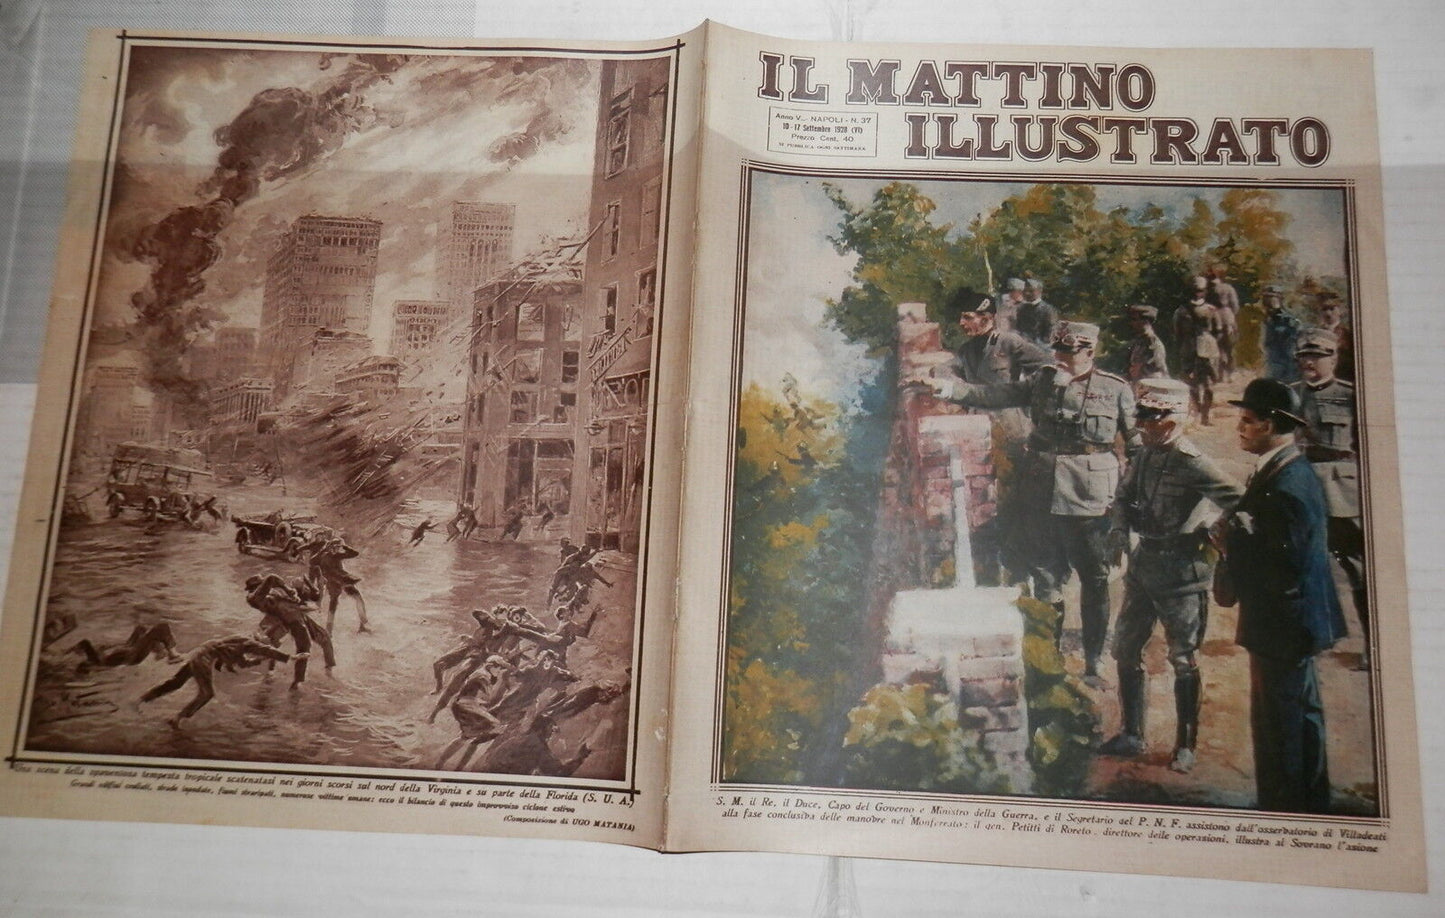 Una scena della spaventosa tempesta tropicale scatenatasi nei giorni scorsi sul nord della Virginia e su parte della Florida (S. U. A.)
Grandi edifici crollati, strade inondate, fiumi straripati, numerose vittime umane: ecco il bilancio di questo improvviso ciclone estivo
(Composizione di UGO MATANIA)
IL MATTINO
ILLUSTRATO
Anno V... NAPOLI - N. 37
10-17 Settembre 1928 (VI)
Prezzo Cent. 40
SI PUBBLICA OGNI SETTIMANA
S. M. il Re, il Duce, Capo del Governo e Ministro della Guerra, e il Segretario del P. N. F. assistono dall'osservatorio di Villadeati
alla fase conclusiva delle manovre nel Monferrato: il gen. Petitti di Roreto, direttore delle operazioni, illustra al Sovrano l'azione